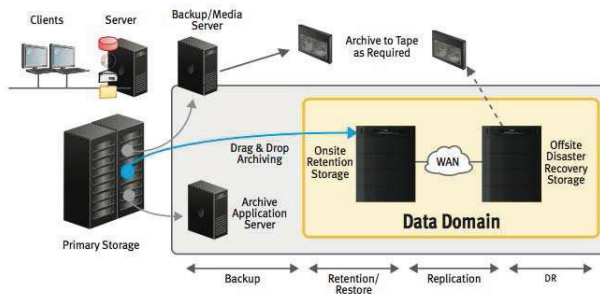 Clients
Server
Backup/Media
Server
Archive to Tape
as Required
Drag & Drop
Archiving
Onsite
Retention
Storage
WAN
Offsite
Disaster
Recovery
Storage
Archive
Application
Server
Primary Storage
Data Domain
Backup
Retention/
Restore
Replication
DR